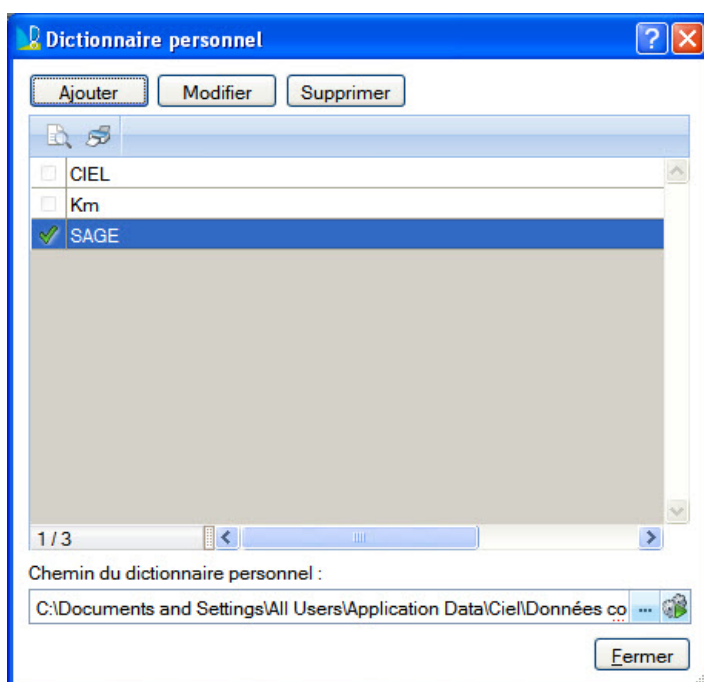 Dictionnaire personnel
Ajouter Modifier Supprimer
CIEL
Km
SAGE
1 / 3
Chemin du dictionnaire personnel :
C:\Documents and Settings\All Users\Application Data\Ciel\Données co ...
Fermer